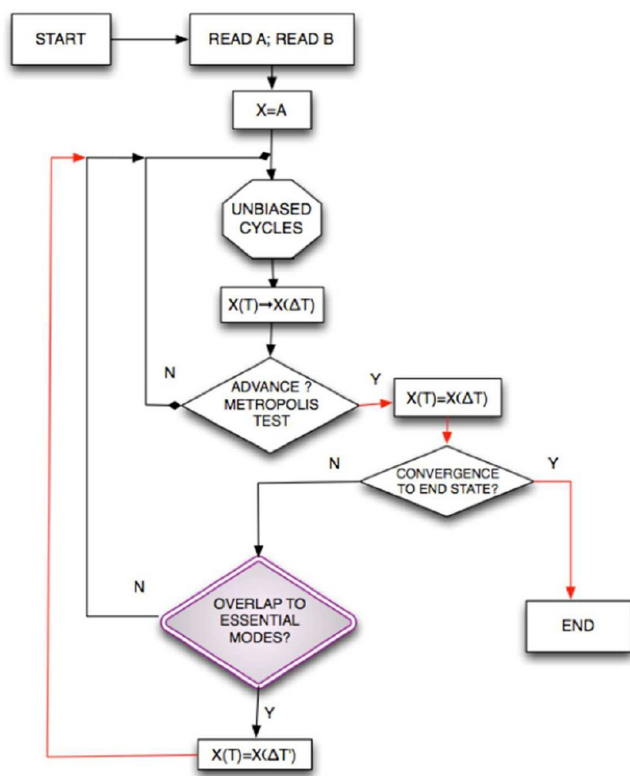 START
READ A; READ B
X=A
UNBIASED
CYCLES
X(T)→X(ΔT)
N
ADVANCE ?
METROPOLIS
TEST
Y
X(T)=X(ΔT)
N
CONVERGENCE
TO END STATE?
Y
N
OVERLAP TO
ESSENTIAL
MODES?
END
Y
X(T)=X(ΔT')